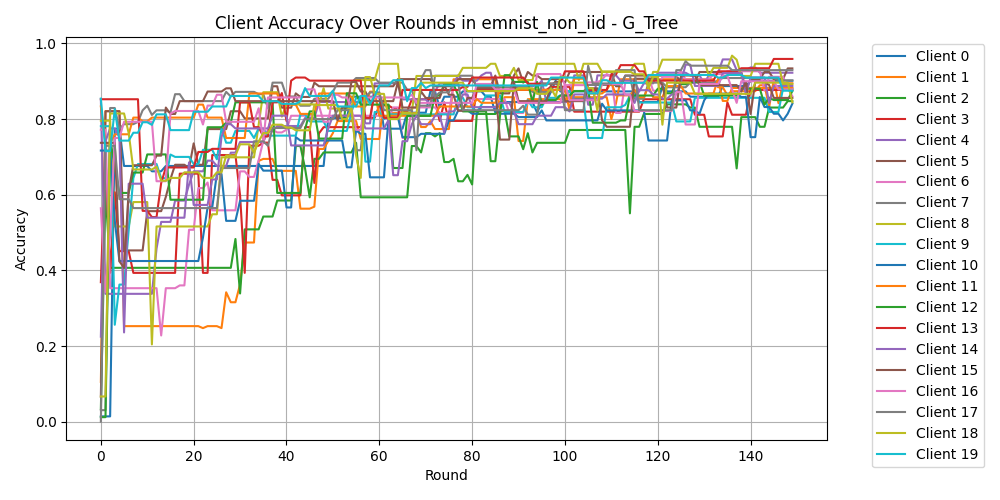 Client Accuracy Over Rounds in emnist_non_iid - G_Tree
1.0
0.8
0.6
0.4
0.2
0.0
Accuracy
0 20 40 60 80 100 120 140
Round
Client 0
Client 1
Client 2
Client 3
Client 4
Client 5
Client 6
Client 7
Client 8
Client 9
Client 10
Client 11
Client 12
Client 13
Client 14
Client 15
Client 16
Client 17
Client 18
Client 19